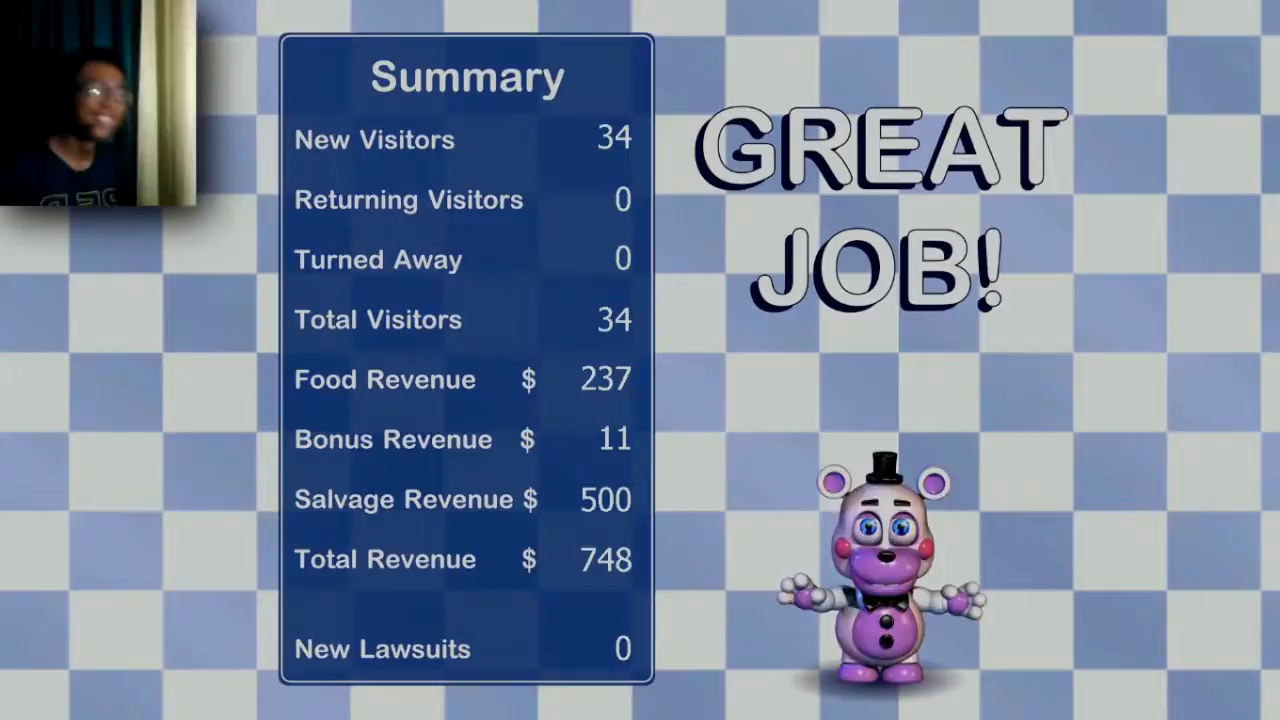 Summary
New Visitors 34
Returning Visitors 0
Turned Away 0
Total Visitors 34
Food Revenue $ 237
Bonus Revenue $ 11
Salvage Revenue $ 500
Total Revenue $ 748
New Lawsuits 0
GREAT
JOB!